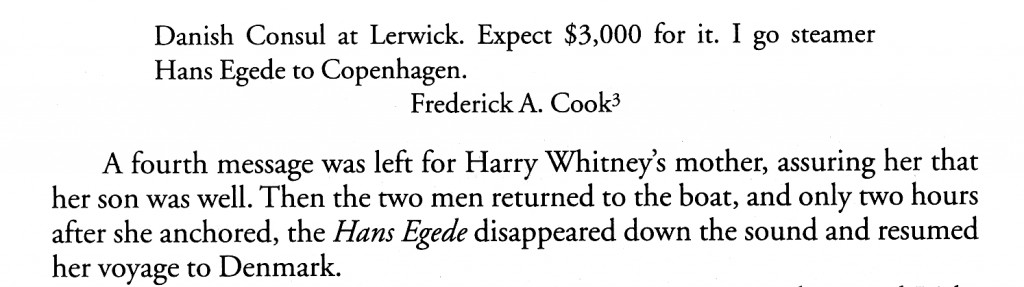 Danish Consul at Lerwick. Expect $3,000 for it. I go steamer
Hans Egede to Copenhagen.
Frederick A. Cook³
A fourth message was left for Harry Whitney’s mother, assuring her that
her son was well. Then the two men returned to the boat, and only two hours
after she anchored, the Hans Egede disappeared down the sound and resumed
her voyage to Denmark.